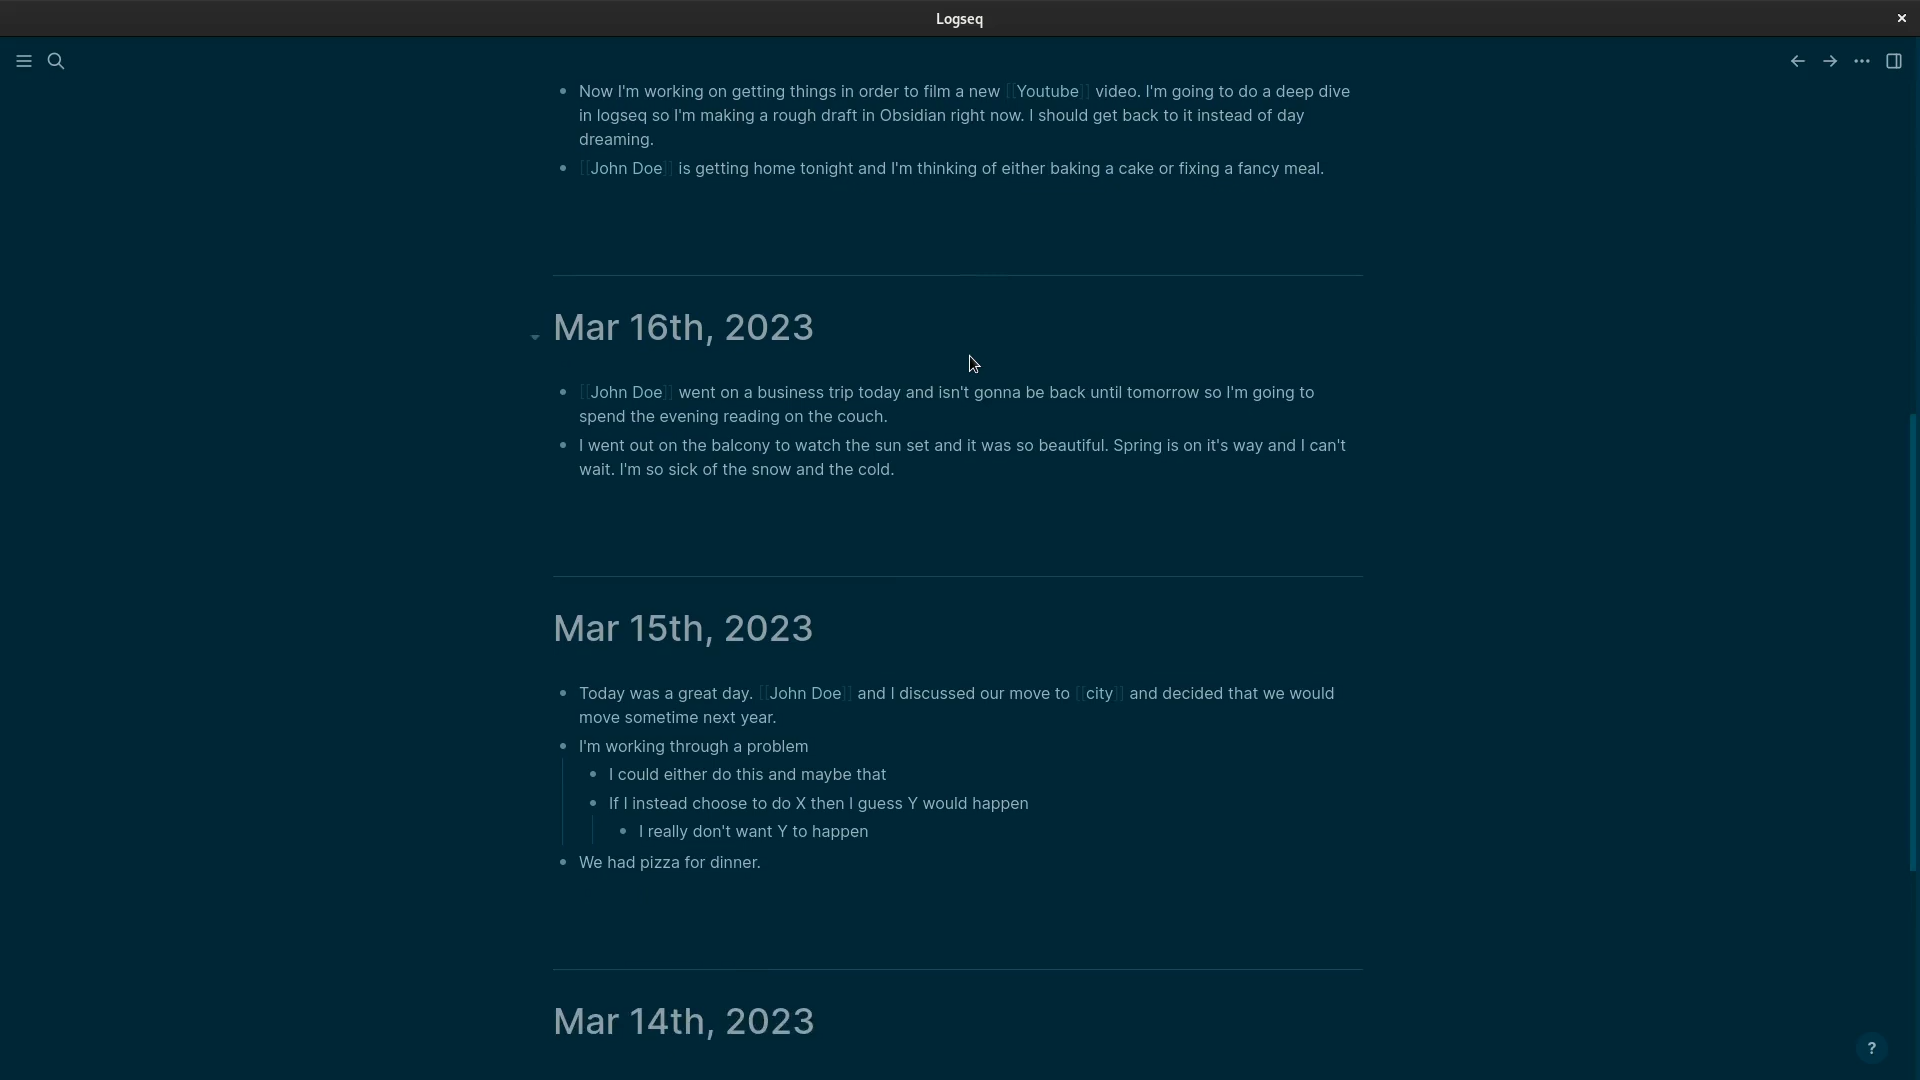 Logseq
Now I'm working on getting things in order to film a new [[Youtube]] video. I'm going to do a deep dive
in logseq so I'm making a rough draft in Obsidian right now. I should get back to it instead of day
dreaming.
[[John Doe]] is getting home tonight and I'm thinking of either baking a cake or fixing a fancy meal.
Mar 16th, 2023
[[John Doe]] went on a business trip today and isn't gonna be back until tomorrow so I'm going to
spend the evening reading on the couch.
I went out on the balcony to watch the sun set and it was so beautiful. Spring is on it's way and I can't
wait. I'm so sick of the snow and the cold.
Mar 15th, 2023
Today was a great day. [[John Doe]] and I discussed our move to [[city]] and decided that we would
move sometime next year.
I'm working through a problem
I could either do this and maybe that
If I instead choose to do X then I guess Y would happen
I really don't want Y to happen
We had pizza for dinner.
Mar 14th, 2023
?